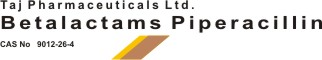 Taj Pharmaceuticals Ltd.
Betalactams Piperacillin
CAS No 9012-26-4